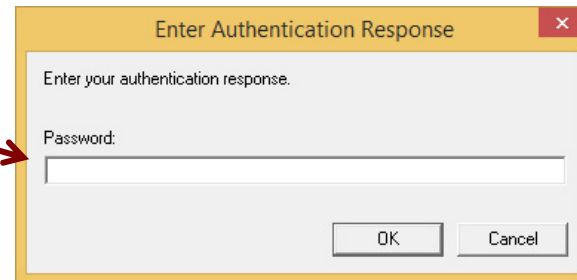 Enter Authentication Response
Enter your authentication response.
Password:
OK Cancel